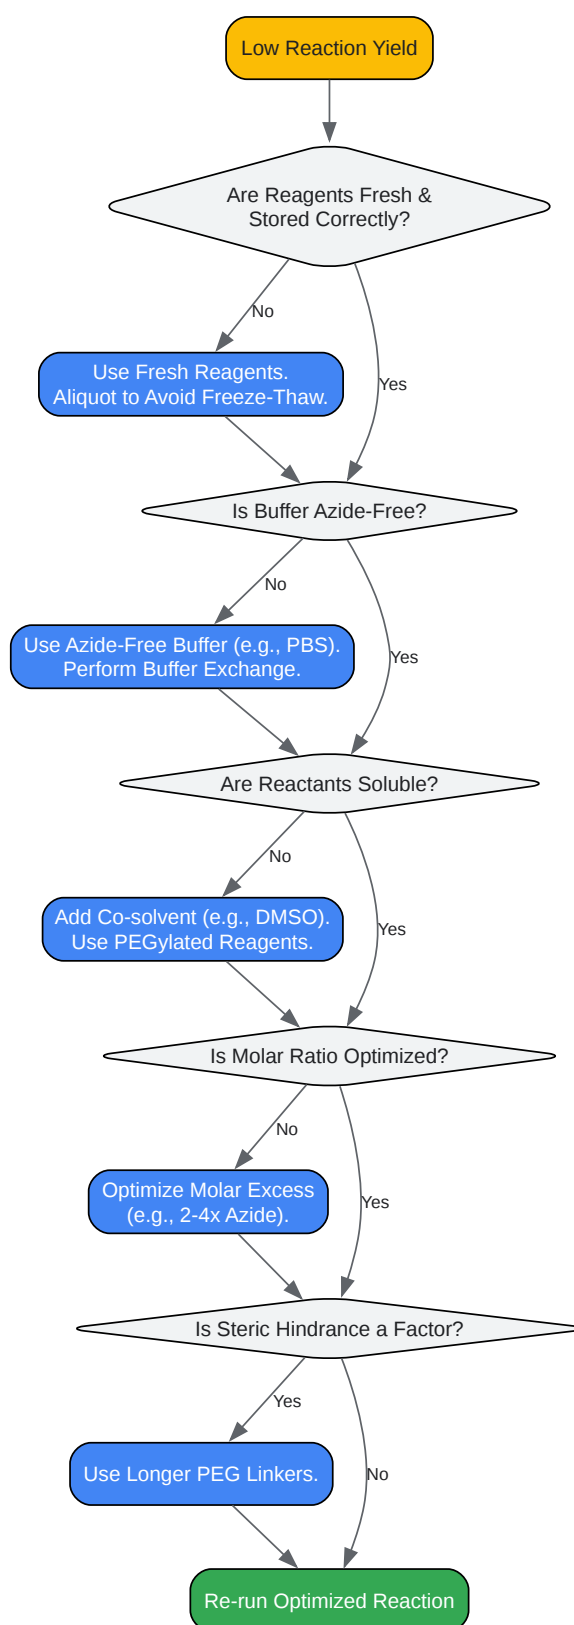 Low Reaction Yield
Are Reagents Fresh &
Stored Correctly?
No
Yes
Use Fresh Reagents.
Aliquot to Avoid Freeze-Thaw.
Is Buffer Azide-Free?
No
Yes
Use Azide-Free Buffer (e.g., PBS).
Perform Buffer Exchange.
Are Reactants Soluble?
No
Yes
Add Co-solvent (e.g., DMSO).
Use PEGylated Reagents.
Is Molar Ratio Optimized?
No
Yes
Optimize Molar Excess
(e.g., 2-4x Azide).
Is Steric Hindrance a Factor?
Yes
No
Use Longer PEG Linkers.
Re-run Optimized Reaction